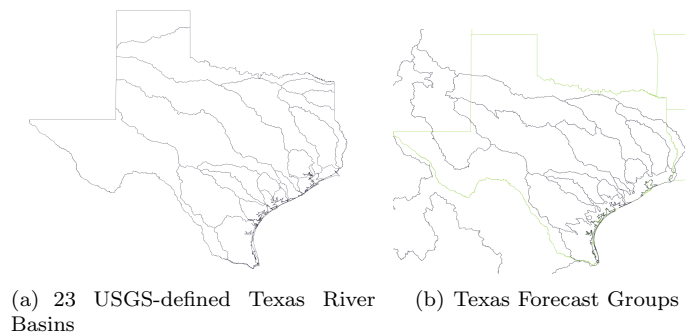 (a) 23 USGS-defined Texas River
Basins
(b) Texas Forecast Groups